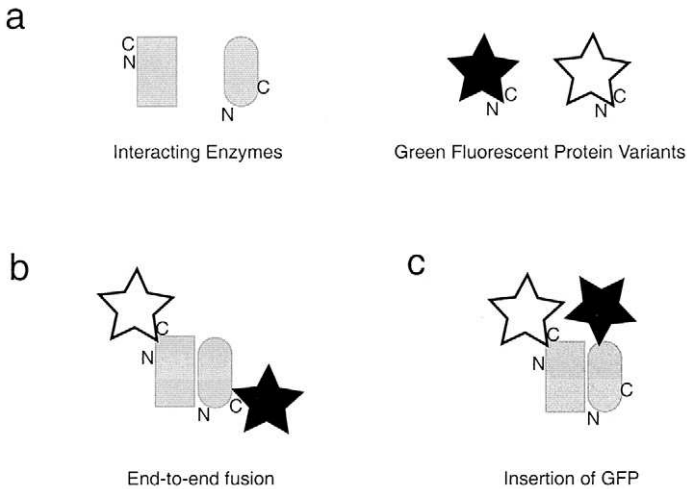 a
C
N
C
N
C
N
C
N
Interacting Enzymes
Green Fluorescent Protein Variants
b
C
N
N
C
End-to-end fusion
c
C
N
C
N
Insertion of GFP